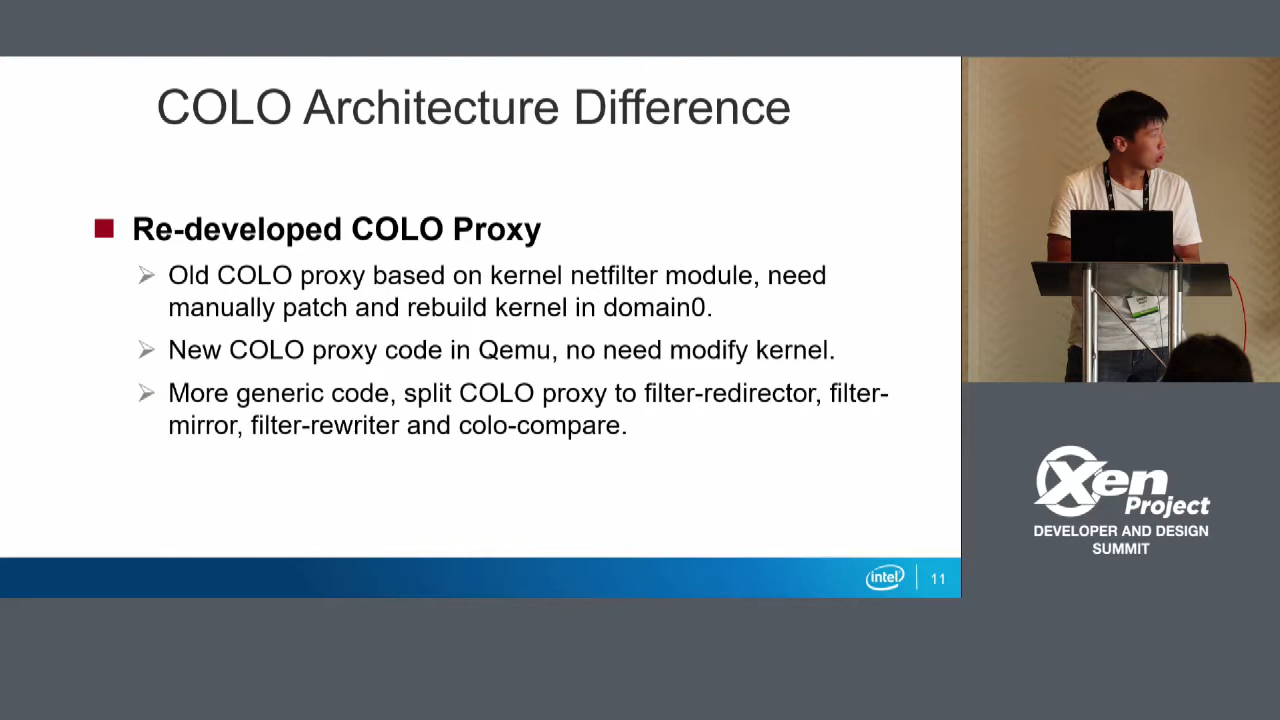 COLO Architecture Difference
Re-developed COLO Proxy
Old COLO proxy based on kernel netfilter module, need
manually patch and rebuild kernel in domain0.
New COLO proxy code in Qemu, no need modify kernel.
More generic code, split COLO proxy to filter-redirector, filter-
mirror, filter-rewriter and colo-compare.
intel
11
Xen
Project
DEVELOPER AND DESIGN
SUMMIT